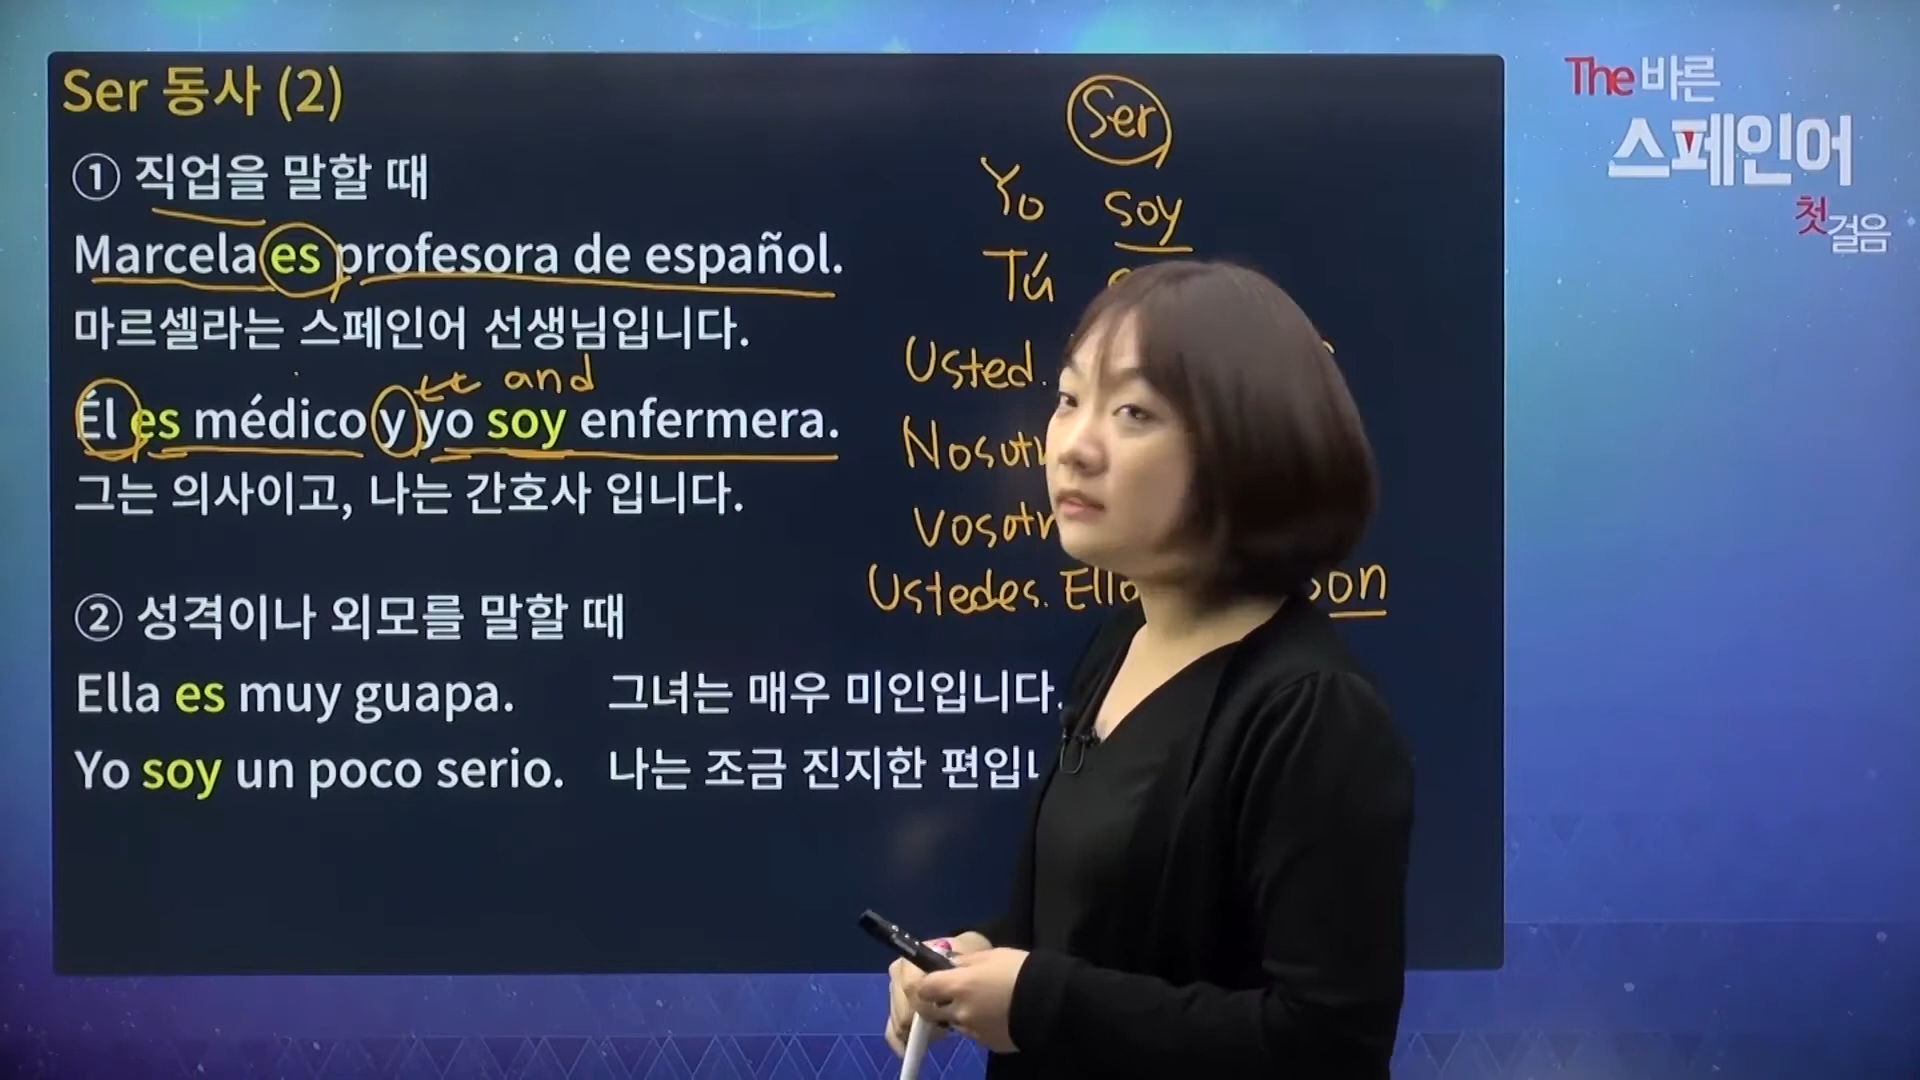 Ser 동사 (2)
① 직업을 말할 때
Marcela es profesora de español.
마르셀라는 스페인어 선생님입니다.
and
Él es médico y yo soy enfermera.
그는 의사이고, 나는 간호사 입니다.
② 성격이나 외모를 말할 때
Ella es muy guapa. 그녀는 매우 미인입니다.
Yo soy un poco serio. 나는 조금 진지한
Ser
Yo soy
Tú
Usted.
Ustedes.
The 바른
스페인어
첫걸음